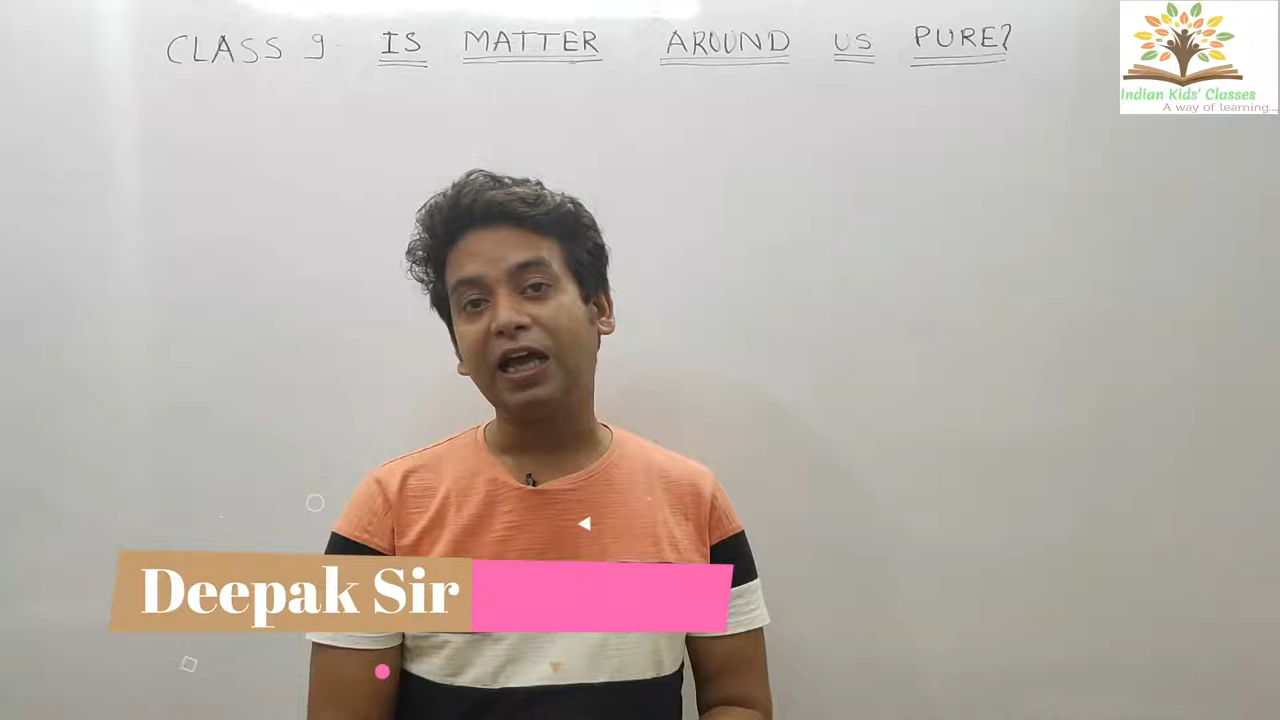 CLASS 9- IS MATTER AROUND US PURE?
Indian Kids' Classes
A way of learning...
Deepak Sir